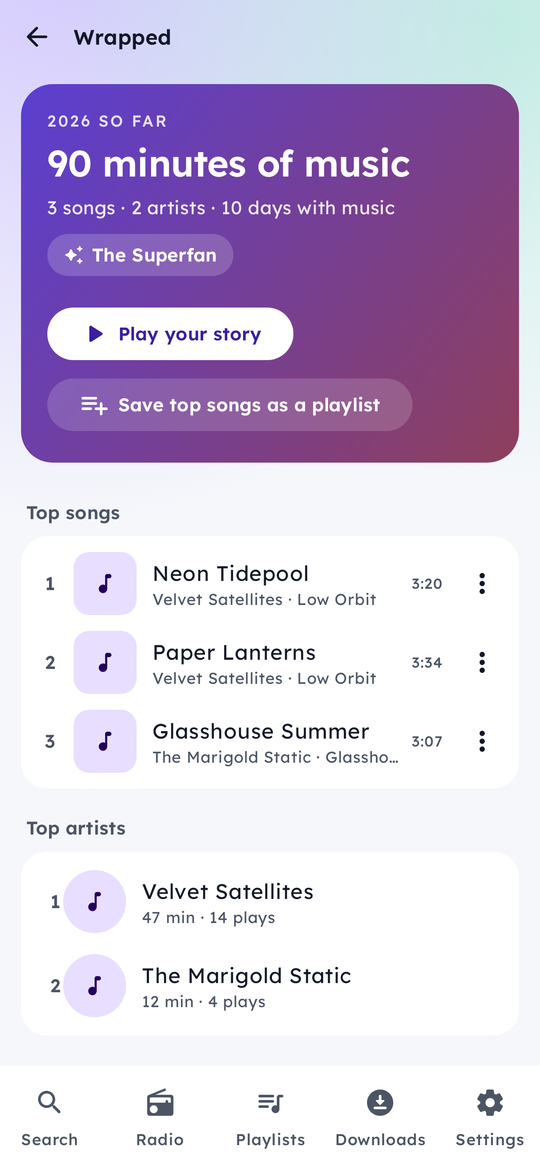 Wrapped
2026 SO FAR
90 minutes of music
3 songs · 2 artists · 10 days with music
The Superfan
Play your story
Save top songs as a playlist
Top songs
1
Neon Tidepool
Velvet Satellites · Low Orbit
3:20
2
Paper Lanterns
Velvet Satellites · Low Orbit
3:34
3
Glasshouse Summer
The Marigold Static · Glassho…
3:07
Top artists
1
Velvet Satellites
47 min · 14 plays
2
The Marigold Static
12 min · 4 plays
Search
Radio
Playlists
Downloads
Settings